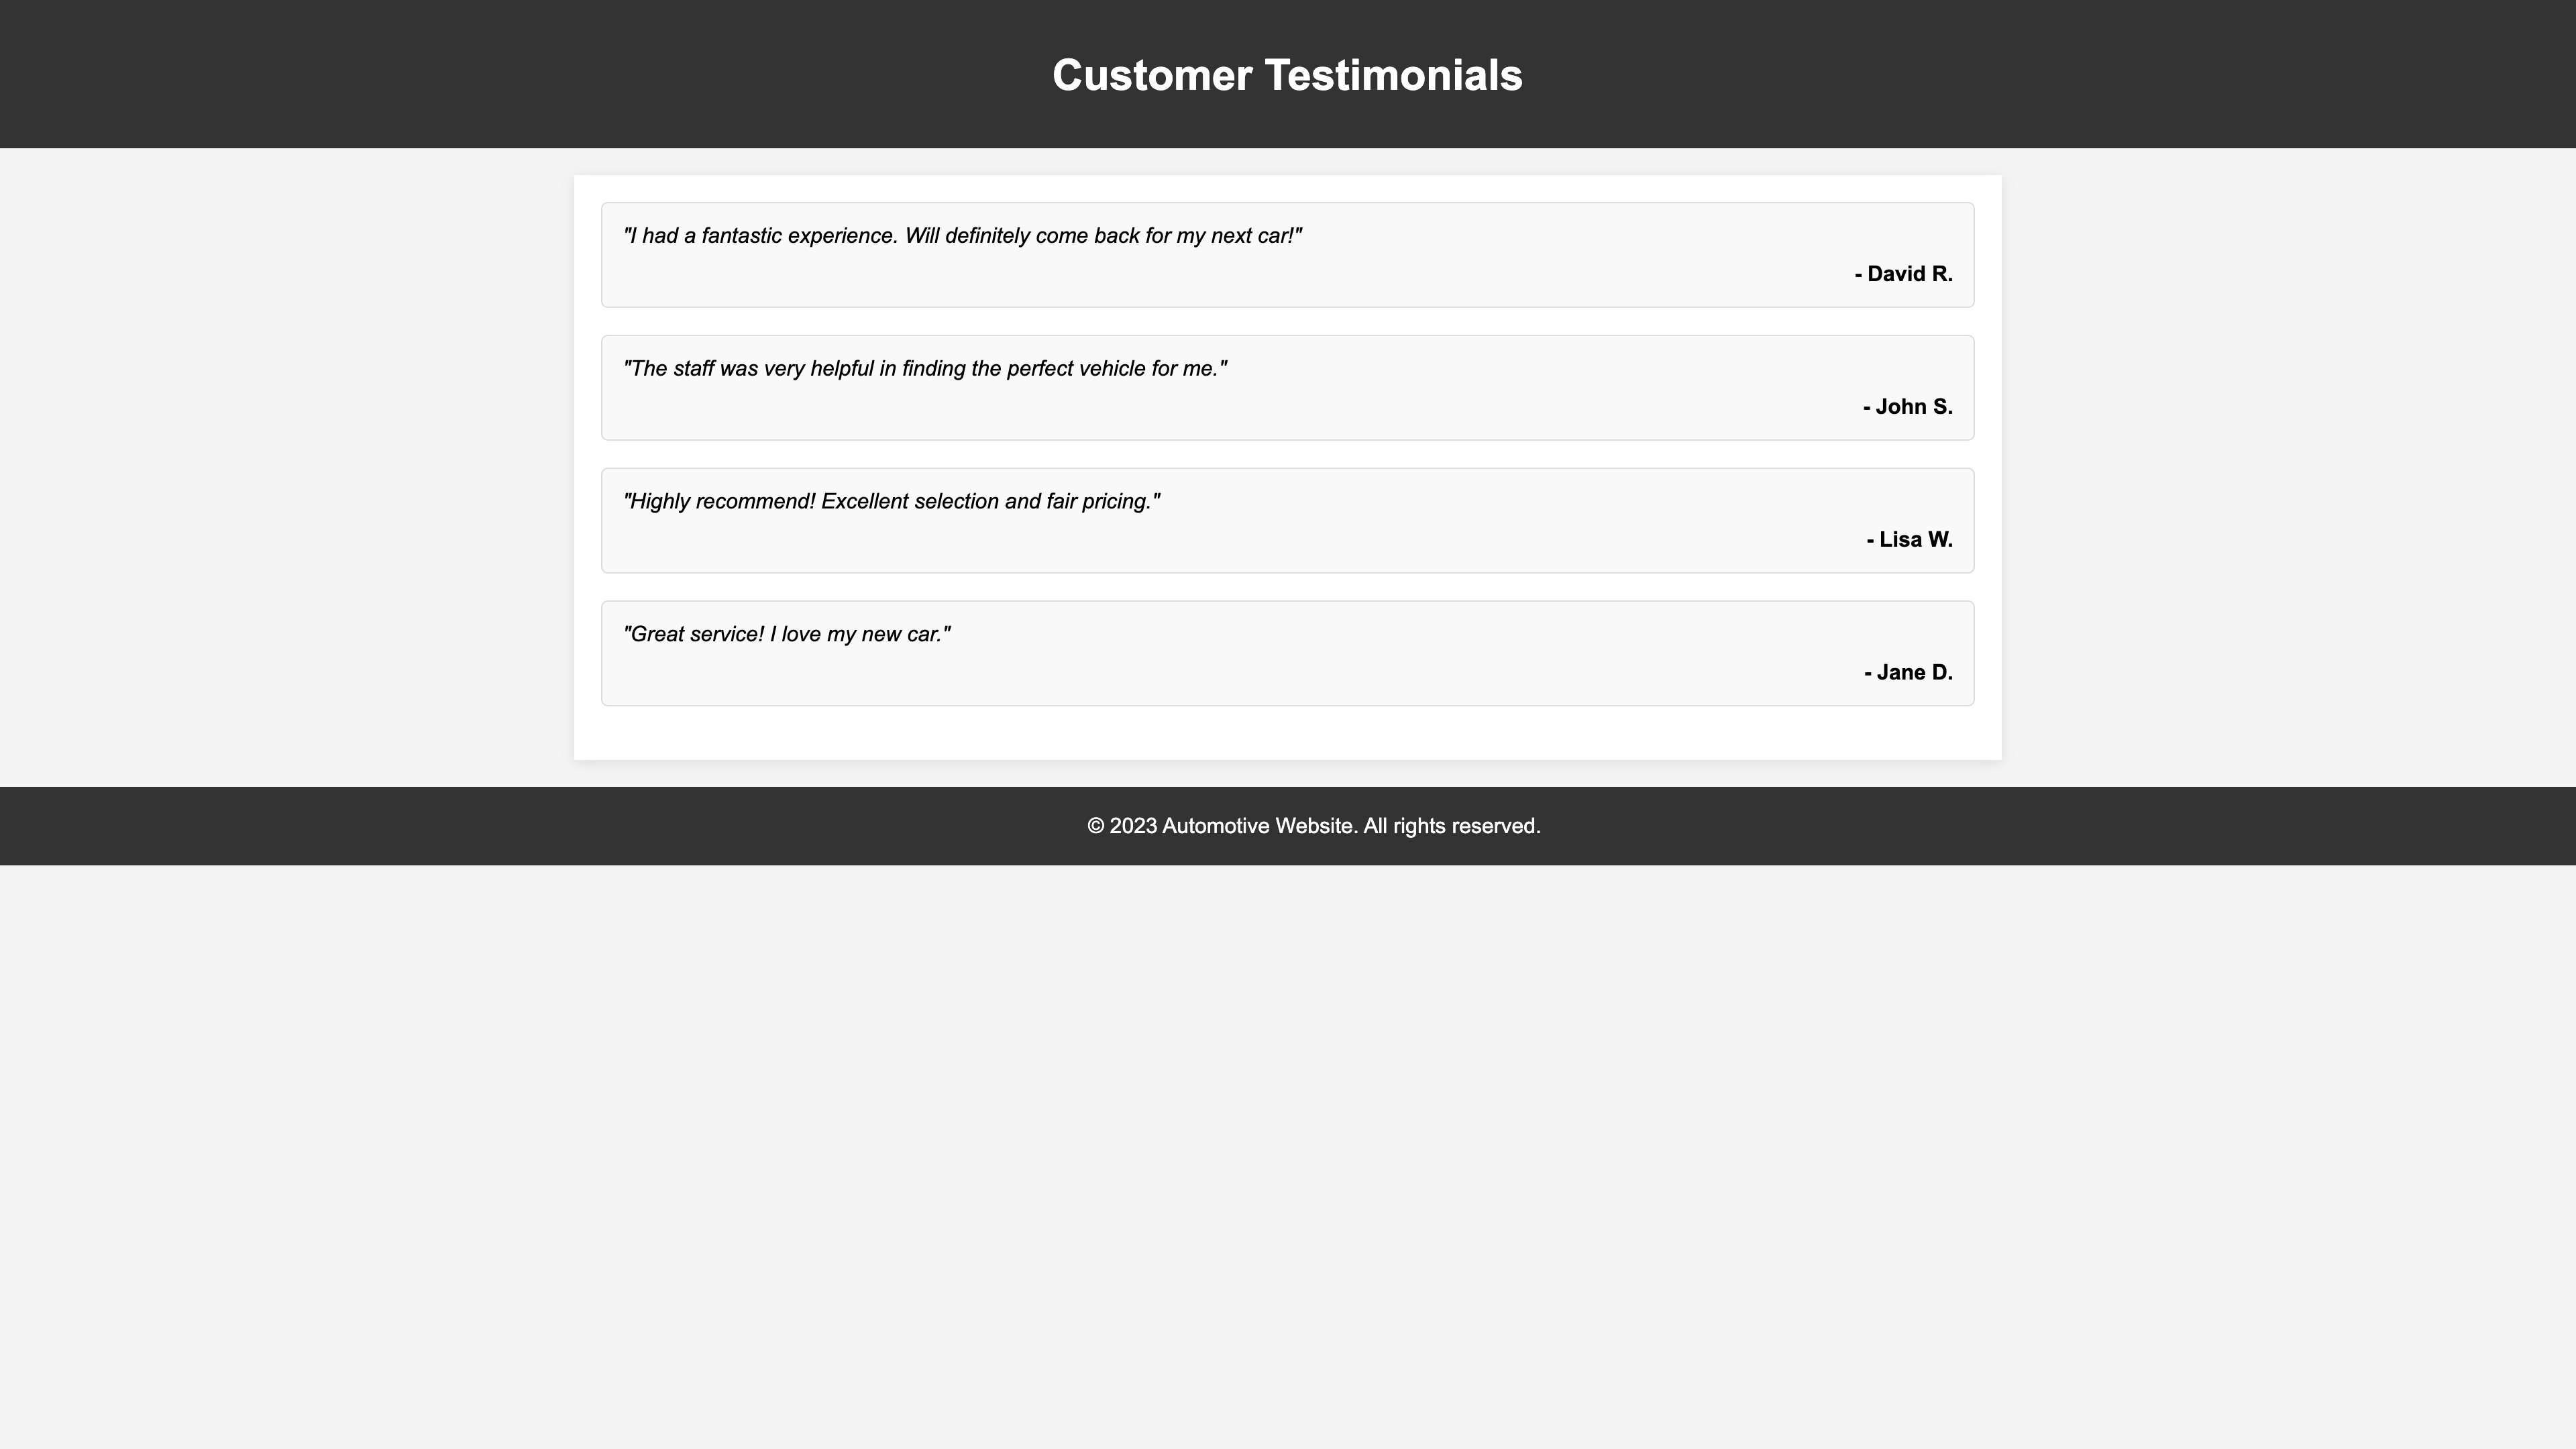 Customer Testimonials
"I had a fantastic experience. Will definitely come back for my next car!"
- David R.
"The staff was very helpful in finding the perfect vehicle for me."
- John S.
"Highly recommend! Excellent selection and fair pricing."
- Lisa W.
"Great service! I love my new car."
- Jane D.
© 2023 Automotive Website. All rights reserved.